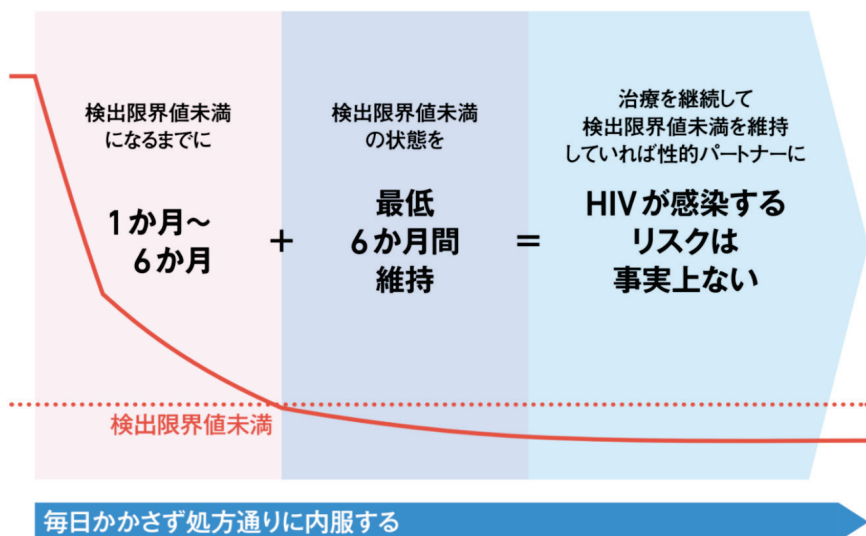 検出限界値未満
になるまでに
1か月～
6か月
+
検出限界値未満
の状態を
最低
6か月間
維持
=
治療を継続して
検出限界値未満を維持
していれば性的パートナーに
HIVが感染する
リスクは
事実上ない
検出限界値未満
毎日かかさず処方通りに内服する